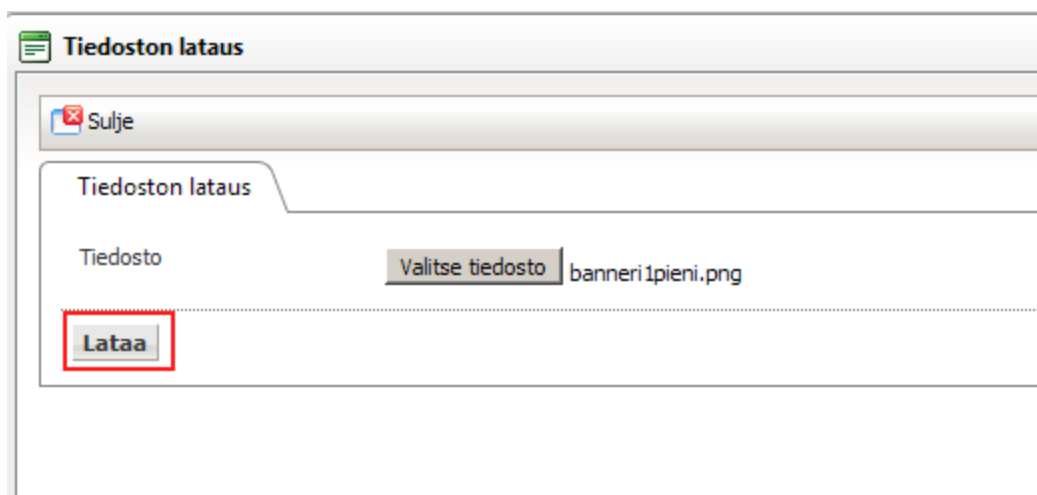 Tiedoston lataus
Sulje
Tiedoston lataus
Tiedosto Valitse tiedosto banneri1pieni.png
Lataa